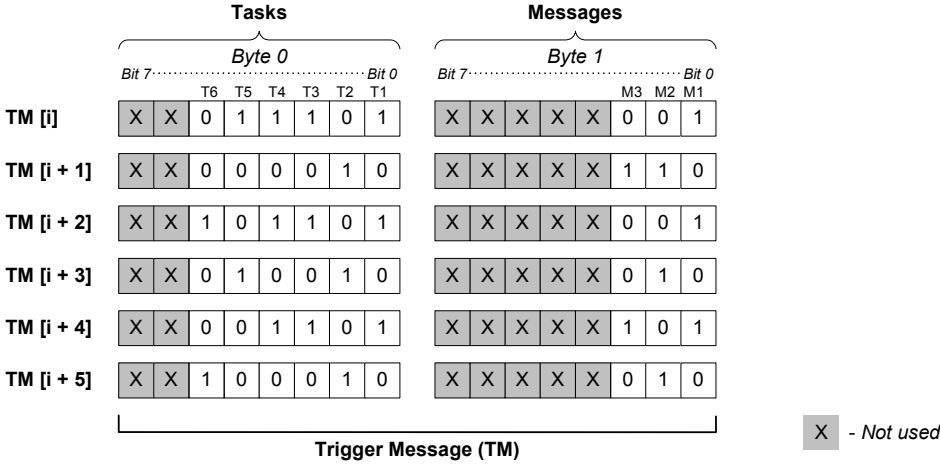 Tasks Messages
Byte 0 Byte 1
Bit 7 Bit 0 Bit 7 Bit 0
T6 T5 T4 T3 T2 T1 M3 M2 M1
TM [i] X X 0 1 1 1 0 1 X X X X X 0 0 1
TM [i + 1] X X 0 0 0 0 1 0 X X X X X 1 1 0
TM [i + 2] X X 1 0 1 1 0 1 X X X X X 0 0 1
TM [i + 3] X X 0 1 0 0 1 0 X X X X X 0 1 0
TM [i + 4] X X 0 0 1 1 0 1 X X X X X 1 0 1
TM [i + 5] X X 1 0 0 0 1 0 X X X X X 0 1 0
X - Not used
Trigger Message (TM)